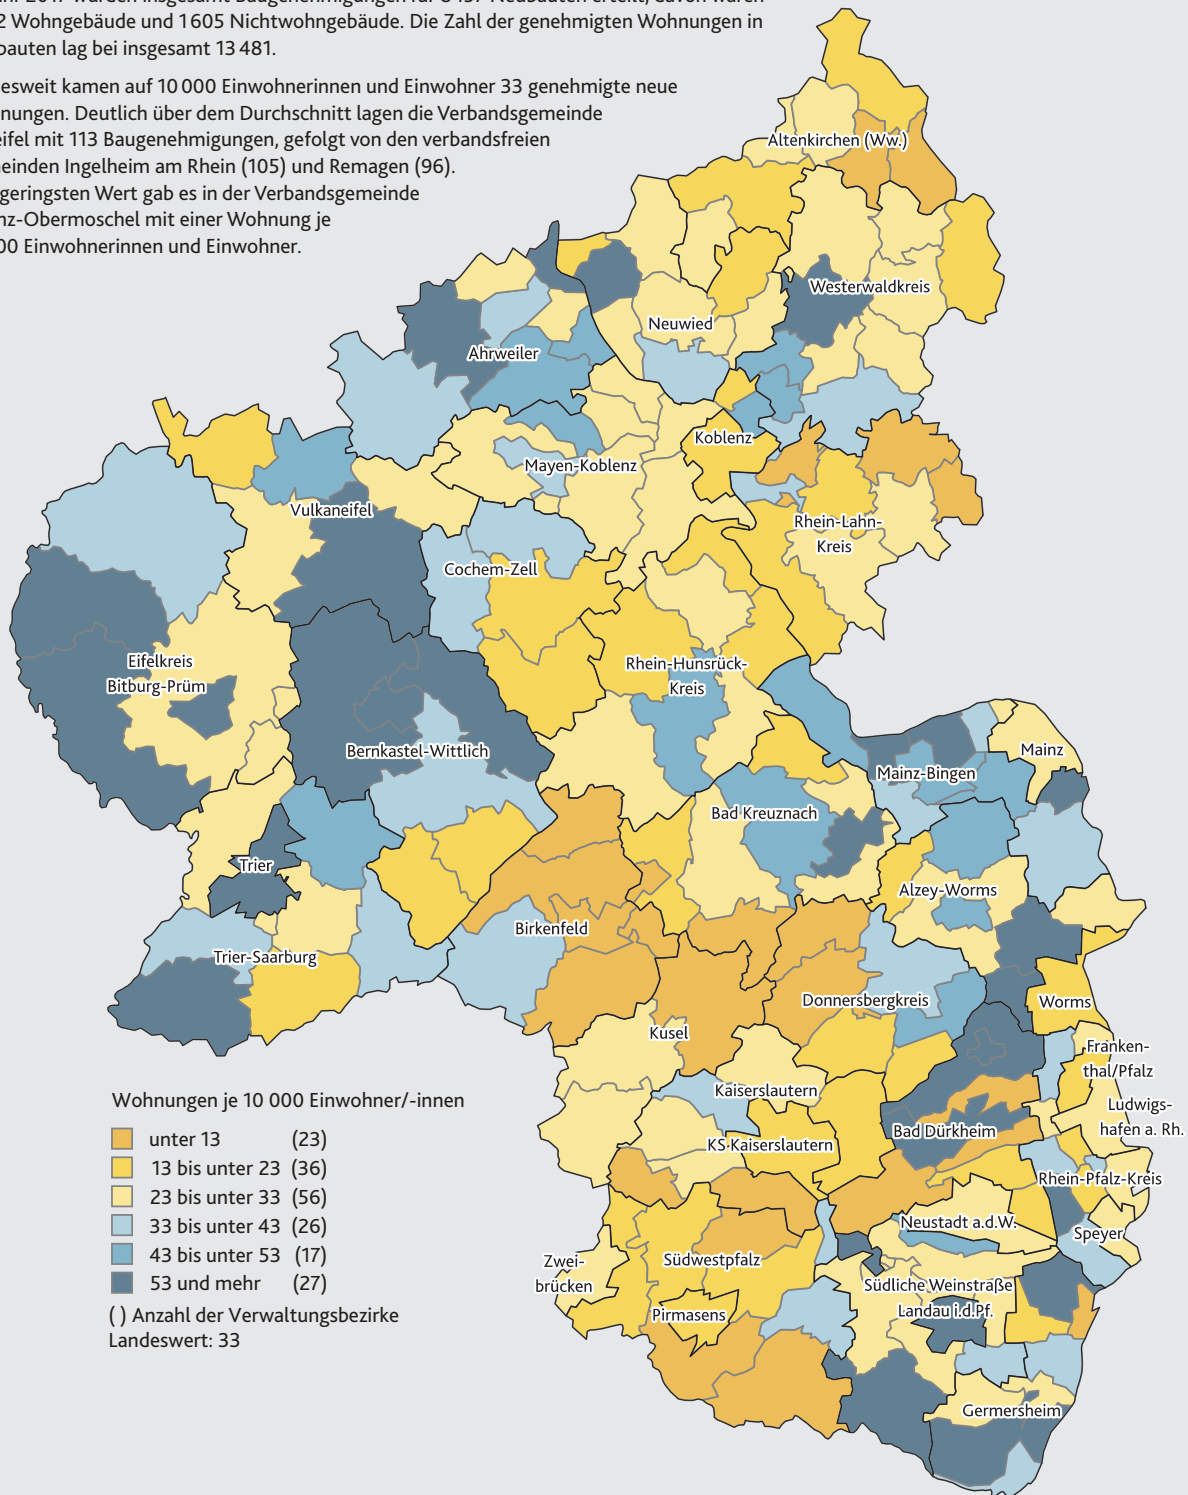 2 Wohngebäude und 1 605 Nichtwohngebäude. Die Zahl der genehmigten Wohnungen in
bauten lag bei insgesamt 13 481.
esweit kamen auf 10 000 Einwohnerinnen und Einwohner 33 genehmigte neue
nungen. Deutlich über dem Durchschnitt lagen die Verbandsgemeinde
eifel mit 113 Baugenehmigungen, gefolgt von den verbandsfreien
einden Ingelheim am Rhein (105) und Remagen (96).
geringsten Wert gab es in der Verbandsgemeinde
nz-Obermoschel mit einer Wohnung je
00 Einwohnerinnen und Einwohner.
Altenkirchen (Ww.)
Westerwaldkreis
Neuwied
Ahrweiler
Koblenz
Mayen-Koblenz
Vulkaneifel
Rhein-Lahn-
Kreis
Cochem-Zell
Eifelkreis
Bitburg-Prüm
Rhein-Hunsrück-
Kreis
Bernkastel-Wittlich
Mainz
Mainz-Bingen
Bad Kreuznach
Trier
Alzey-Worms
Birkenfeld
Trier-Saarburg
Donnersbergkreis
Worms
Kusel
Franken-
thal/Pfalz
Kaiserslautern
Ludwigs-
hafen a. Rh.
Bad Dürkheim
KS Kaiserslautern
Rhein-Pfalz-Kreis
Neustadt a.d.W.
Speyer
Zwei-
brücken
Südwestpfalz
Südliche Weinstraße
Landau i.d.Pf.
Pirmasens
Germersheim
Wohnungen je 10 000 Einwohner/-innen
unter 13 (23)
13 bis unter 23 (36)
23 bis unter 33 (56)
33 bis unter 43 (26)
43 bis unter 53 (17)
53 und mehr (27)
( ) Anzahl der Verwaltungsbezirke
Landeswert: 33